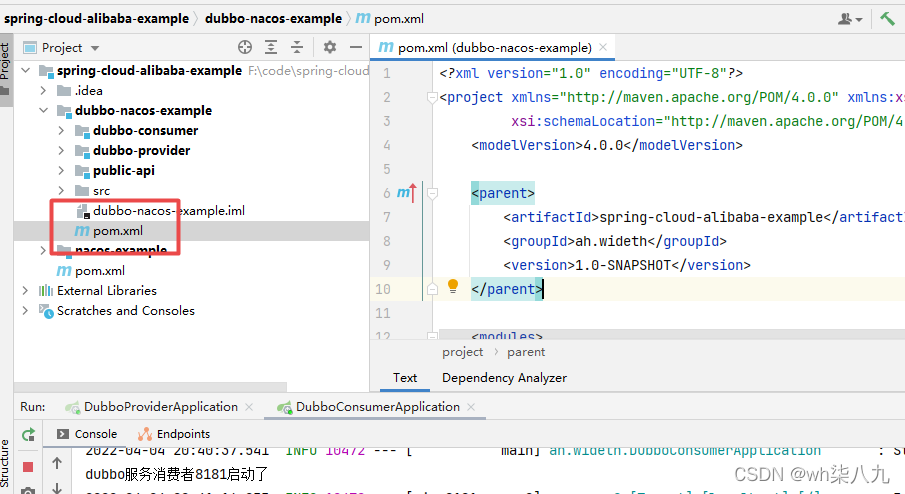 spring-cloud-alibaba-example › dubbo-nacos-example › m pom.xml
Project
Project
pom.xml (dubbo-nacos-example)
spring-cloud-alibaba-example F:\code\spring-cloud
.idea
dubbo-nacos-example
dubbo-consumer
dubbo-provider
public-api
src
dubbo-nacos-example.iml
pom.xml
nacos-example
pom.xml
External Libraries
Scratches and Consoles
1 <?xml version="1.0" encoding="UTF-8"?>
2 <project xmlns="http://maven.apache.org/POM/4.0.0" xmlns:xs
3 xsi:schemaLocation="http://maven.apache.org/POM/4
4 <modelVersion>4.0.0</modelVersion>
5
6 <parent>
7 <artifactId>spring-cloud-alibaba-example</artifactI
8 <groupId>ah.wideth</groupId>
9 <version>1.0-SNAPSHOT</version>
10 </parent>
11
12 <modules>
project › parent
Text Dependency Analyzer
Run: DubboProviderApplication DubboConsumerApplication
Console Endpoints
Structure
2022-04-04 20:40:37.541 INFO 10472 --- [ main] ah.wideth.DubboConsumerApplication : St
dubbo服务消费者8181启动了
CSDN @wh柒八九